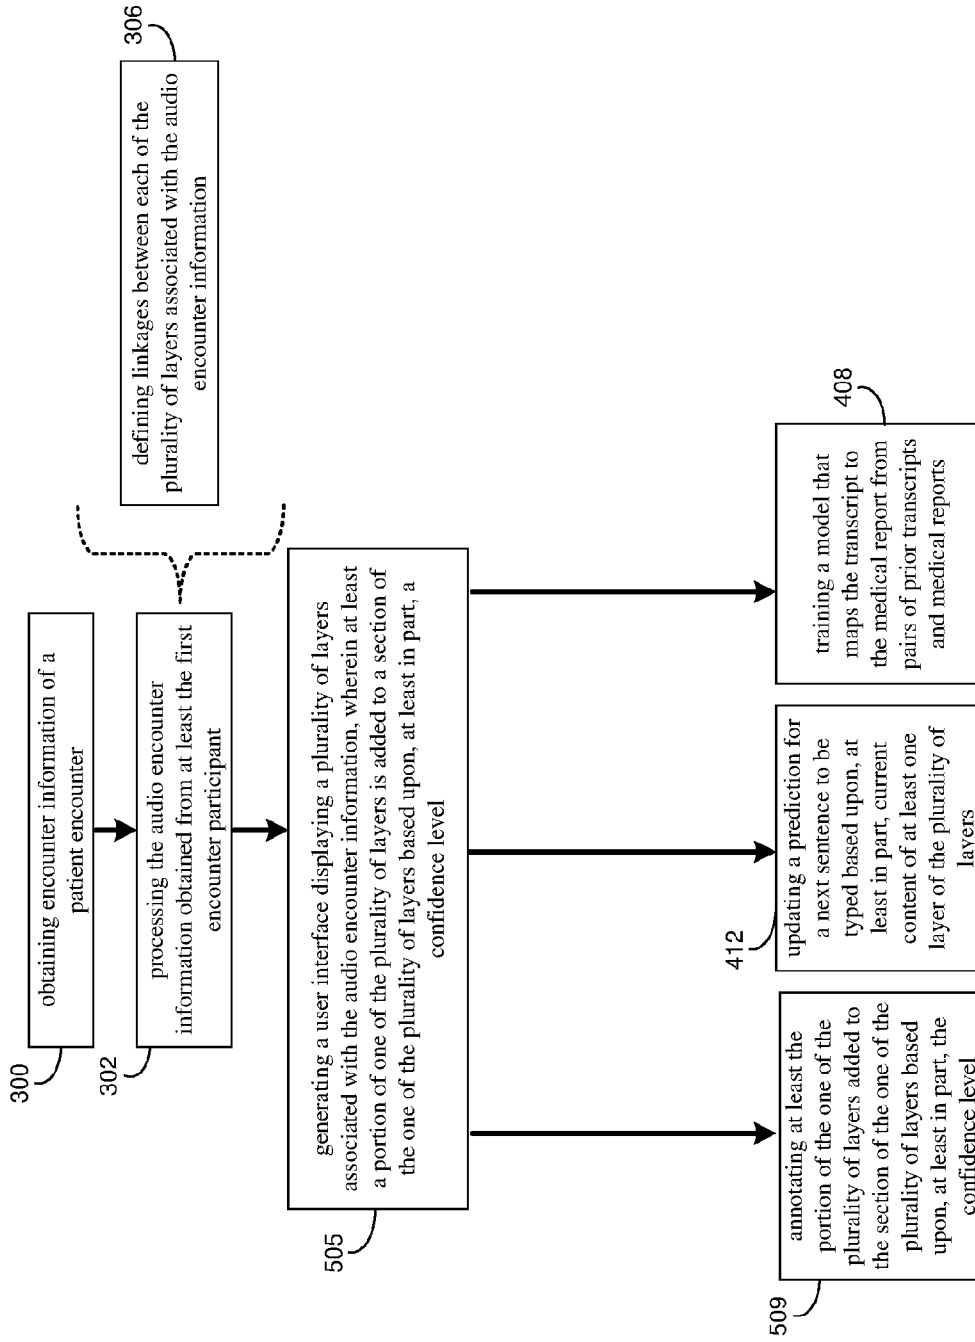 300
obtaining encounter information of a
patient encounter
302
processing the audio encounter
information obtained from at least the first
encounter participant
306
defining linkages between each of the
plurality of layers associated with the audio
encounter information
505
generating a user interface displaying a plurality of layers
associated with the audio encounter information, wherein at least
a portion of one of the plurality of layers is added to a section of
the one of the plurality of layers based upon, at least in part, a
confidence level
509
annotating at least the
portion of the one of the
plurality of layers added to
the section of the one of the
plurality of layers based
upon, at least in part, the
confidence level
412
updating a prediction for
a next sentence to be
typed based upon, at
least in part, current
content of at least one
layer of the plurality of
layers
408
training a model that
maps the transcript to
the medical report from
pairs of prior transcripts
and medical reports